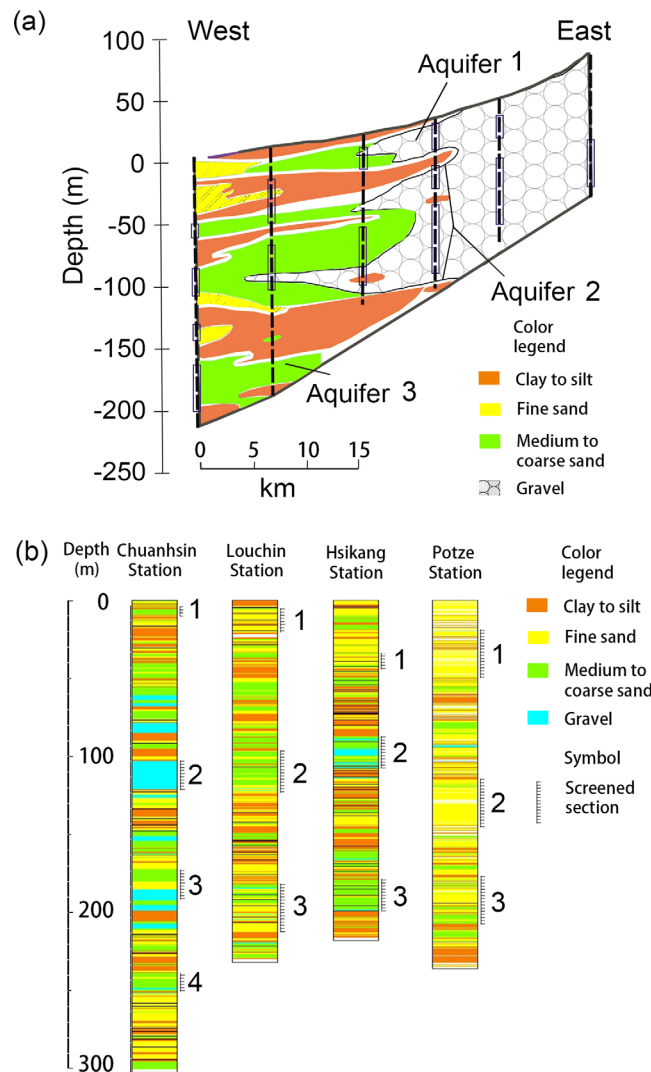 (a)
West
East
100
50
0
-50
-100
-150
-200
-250
Depth (m)
Aquifer 1
Aquifer 2
Aquifer 3
0 5 10 15
km
Color
legend
Clay to silt
Fine sand
Medium to
coarse sand
Gravel
(b)
Depth
(m)
Chuanhsin
Station
Louchin
Station
Hsikang
Station
Potze
Station
0
100
200
300
1
2
3
4
1
2
3
1
2
3
1
2
3
Color
legend
Clay to silt
Fine sand
Medium to
coarse sand
Gravel
Symbol
Screened
section